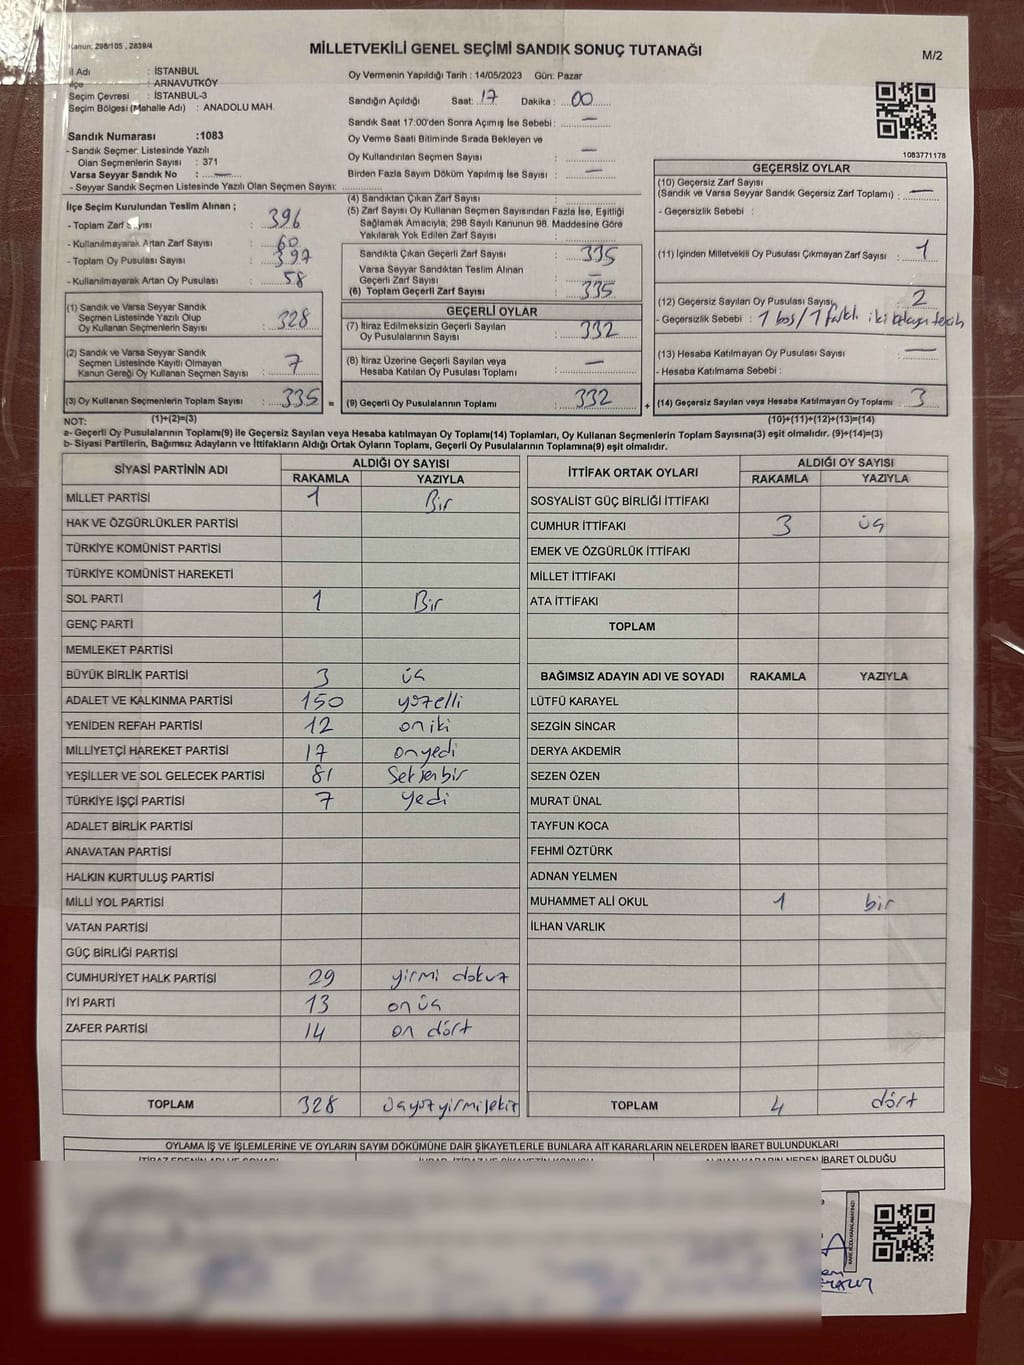 Kanun, 298/105 , 2839/4
MİLLETVEKİLİ GENEL SEÇİMİ SANDIK SONUÇ TUTANAĞI
M/2
İl Adı : İSTANBUL
İlçe : ARNAVUTKÖY
Seçim Çevresi : İSTANBUL-3
Seçim Bölgesi (Mahalle Adı) : ANADOLU MAH.
Oy Vermenin Yapıldığı Tarih : 14/05/2023 Gün: Pazar
Sandığın Açıldığı Saat: 17 Dakika : 00
Sandık Saat 17:00'den Sonra Açımış İse Sebebi : —
Oy Verme Saati Bitiminde Sırada Bekleyen ve
Oy Kullandırılan Seçmen Sayısı : —
Birden Fazla Sayım Döküm Yapılmış İse Sayısı : —
Sandık Numarası :1083
- Sandık Seçmen Listesinde Yazılı
Olan Seçmenlerin Sayısı : 371
Varsa Seyyar Sandık No : —
- Seyyar Sandık Seçmen Listesinde Yazılı Olan Seçmen Sayısı:
1083771178
İlçe Seçim Kurulundan Teslim Alınan ;
- Toplam Zarf Sayısı : 396
- Kullanılmayarak Artan Zarf Sayısı : 60
- Toplam Oy Pusulası Sayısı : 397
- Kullanılmayarak Artan Oy Pusulası : 58
(1) Sandık ve Varsa Seyyar Sandık
Seçmen Listesinde Yazılı Olup
Oy Kullanan Seçmenlerin Sayısı : 328
(2) Sandık ve Varsa Seyyar Sandık
Seçmen Listesinde Kayıtlı Olmayan
Kanun Gereği Oy Kullanan Seçmen Sayısı : 7
(3) Oy Kullanan Seçmenlerin Toplam Sayısı : 335 =
(1)+(2)=(3)
(4) Sandıktan Çıkan Zarf Sayısı :
(5) Zarf Sayısı Oy Kullanan Seçmen Sayısından Fazla İse, Eşitliği
Sağlamak Amacıyla, 298 Sayılı Kanunun 98. Maddesine Göre
Yakılarak Yok Edilen Zarf Sayısı :
Sandıkta Çıkan Geçerli Zarf Sayısı : 335
Varsa Seyyar Sandıktan Teslim Alınan
Geçerli Zarf Sayısı : —
(6) Toplam Geçerli Zarf Sayısı : 335
GEÇERLİ OYLAR
(7) İtiraz Edilmeksizin Geçerli Sayılan
Oy Pusulalarının Sayısı : 332
(8) İtiraz Üzerine Geçerli Sayılan veya
Hesaba Katılan Oy Pusulası Toplamı : —
(9) Geçerli Oy Pusulalarının Toplamı : 332 +
GEÇERSİZ OYLAR
(10) Geçersiz Zarf Sayısı
(Sandık ve Varsa Seyyar Sandık Geçersiz Zarf Toplamı) : —
- Geçersizlik Sebebi :
(11) İçinden Milletvekili Oy Pusulası Çıkmayan Zarf Sayısı : 1
(12) Geçersiz Sayılan Oy Pusulası Sayısı : 2
- Geçersizlik Sebebi : 1 boş / 1 farklı iki
(13) Hesaba Katılmayan Oy Pusulası Sayısı : —
- Hesaba Katılmama Sebebi :
(14) Geçersiz Sayılan veya Hesaba Katılmayan Oy Toplamı : 3
(10)+(11)+(12)+(13)=(14)
NOT:
a- Geçerli Oy Pusulalarının Toplamı(9) ile Geçersiz Sayılan veya Hesaba katılmayan Oy Toplamı(14) Toplamları, Oy Kullanan Seçmenlerin Toplam Sayısına(3) eşit olmalıdır. (9)+(14)=(3)
b- Siyasi Partilerin, Bağımsız Adayların ve İttifakların Aldığı Ortak Oyların Toplamı, Geçerli Oy Pusulalarının Toplamına(9) eşit olmalıdır.
SİYASİ PARTİNİN ADI ALDIĞI OY SAYISI
RAKAMLA YAZIYLA
MİLLET PARTİSİ 1 Bir
HAK VE ÖZGÜRLÜKLER PARTİSİ
TÜRKİYE KOMÜNİST PARTİSİ
TÜRKİYE KOMÜNİST HAREKETİ
SOL PARTİ 1 Bir
GENÇ PARTİ
MEMLEKET PARTİSİ
BÜYÜK BİRLİK PARTİSİ 3 üç
ADALET VE KALKINMA PARTİSİ 150 yüzelli
YENİDEN REFAH PARTİSİ 12 on iki
MİLLİYETÇİ HAREKET PARTİSİ 17 onyedi
YEŞİLLER VE SOL GELECEK PARTİSİ 81 Seksenbir
TÜRKİYE İŞÇİ PARTİSİ 7 yedi
ADALET BİRLİK PARTİSİ
ANAVATAN PARTİSİ
HALKIN KURTULUŞ PARTİSİ
MİLLİ YOL PARTİSİ
VATAN PARTİSİ
GÜÇ BİRLİĞİ PARTİSİ
CUMHURİYET HALK PARTİSİ 29 yirmi dokuz
İYİ PARTİ 13 on üç
ZAFER PARTİSİ 14 on dört
TOPLAM 328 üçyüzyirmisekiz
İTTİFAK ORTAK OYLARI ALDIĞI OY SAYISI
RAKAMLA YAZIYLA
SOSYALİST GÜÇ BİRLİĞİ İTTİFAKI
CUMHUR İTTİFAKI 3 üç
EMEK VE ÖZGÜRLÜK İTTİFAKI
MİLLET İTTİFAKI
ATA İTTİFAKI
TOPLAM
BAĞIMSIZ ADAYIN ADI VE SOYADI RAKAMLA YAZIYLA
LÜTFÜ KARAYEL
SEZGİN SİNCAR
DERYA AKDEMİR
SEZEN ÖZEN
MURAT ÜNAL
TAYFUN KOCA
FEHMİ ÖZTÜRK
ADNAN YELMEN
MUHAMMET ALİ OKUL 1 bir
İLHAN VARLIK
TOPLAM 4 dört
OYLAMA İŞ VE İŞLEMLERİNE VE OYLARIN SAYIM DÖKÜMÜNE DAİR ŞİKAYETLERLE BUNLARA AİT KARARLARIN NELERDEN İBARET BULUNDUKLARI
ALINAN KARARIN NEDEN İBARET OLDUĞU